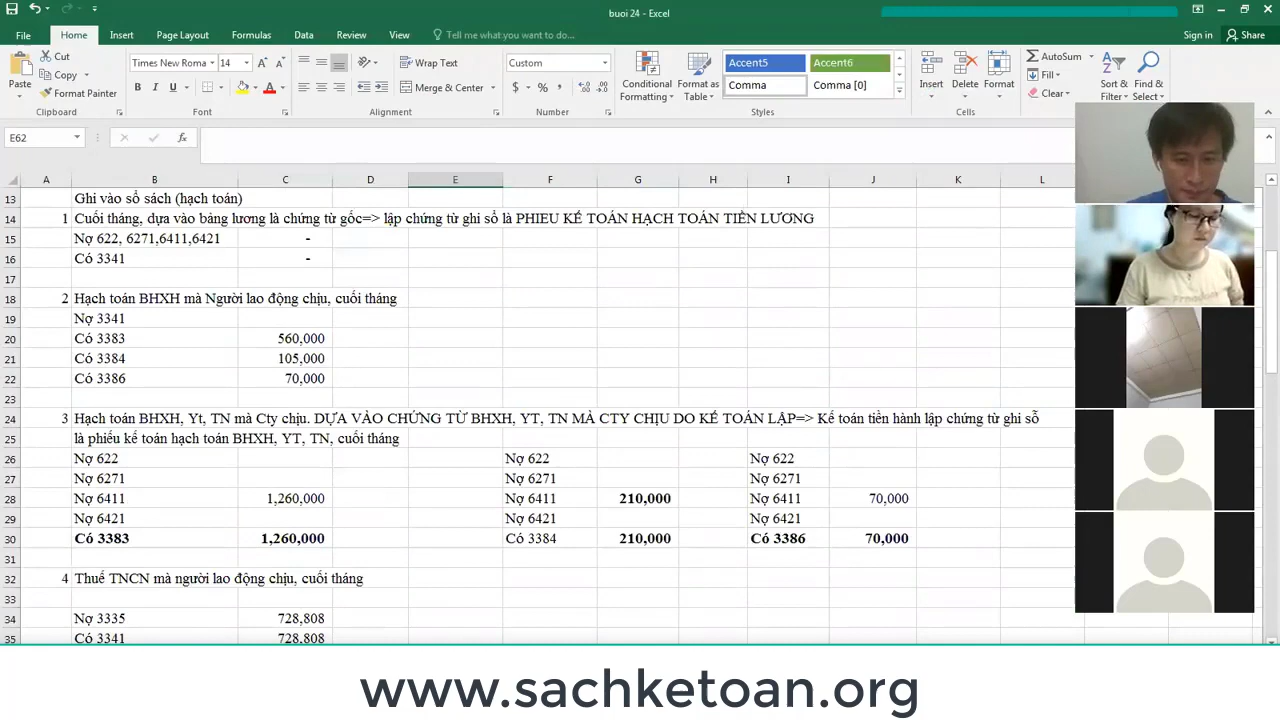 buoi 24 - Excel
File Home Insert Page Layout Formulas Data Review View Tell me what you want to do... Sign in Share
Cut
Copy
Format Painter
Paste
Clipboard
Times New Roma 14
B I U
Font
Wrap Text
Merge & Center
Alignment
Custom
$ % ,
Number
Conditional Formatting
Format as Table
Accent5 Accent6
Comma Comma [0]
Styles
Insert Delete Format
Cells
AutoSum
Fill
Clear
Sort & Filter
Find & Select
E62
fx
A B C D E F G H I J K L
13 Ghi vào sổ sách (hạch toán)
14 1 Cuối tháng, dựa vào bảng lương là chứng từ gốc=> lập chứng từ ghi sổ là PHIEU KẾ TOÁN HẠCH TOÁN TIỀN LƯƠNG
15 Nợ 622, 6271,6411,6421 -
16 Có 3341 -
17
18 2 Hạch toán BHXH mà Người lao động chịu, cuối tháng
19 Nợ 3341
20 Có 3383 560,000
21 Có 3384 105,000
22 Có 3386 70,000
23
24 3 Hạch toán BHXH, Yt, TN mà Cty chịu. DỰA VÀO CHỨNG TỪ BHXH, YT, TN MÀ CTY CHỊU DO KẾ TOÁN LẬP=> Kế toán tiền hành lập chứng từ ghi sổ
25 là phiếu kế toán hạch toán BHXH, YT, TN, cuối tháng
26 Nợ 622 Nợ 622 Nợ 622
27 Nợ 6271 Nợ 6271 Nợ 6271
28 Nợ 6411 1,260,000 Nợ 6411 210,000 Nợ 6411 70,000
29 Nợ 6421 Nợ 6421 Nợ 6421
30 Có 3383 1,260,000 Có 3384 210,000 Có 3386 70,000
31
32 4 Thuế TNCN mà người lao động chịu, cuối tháng
33
34 Nợ 3335 728,808
35 Có 3341 728,808
www.sachketoan.org